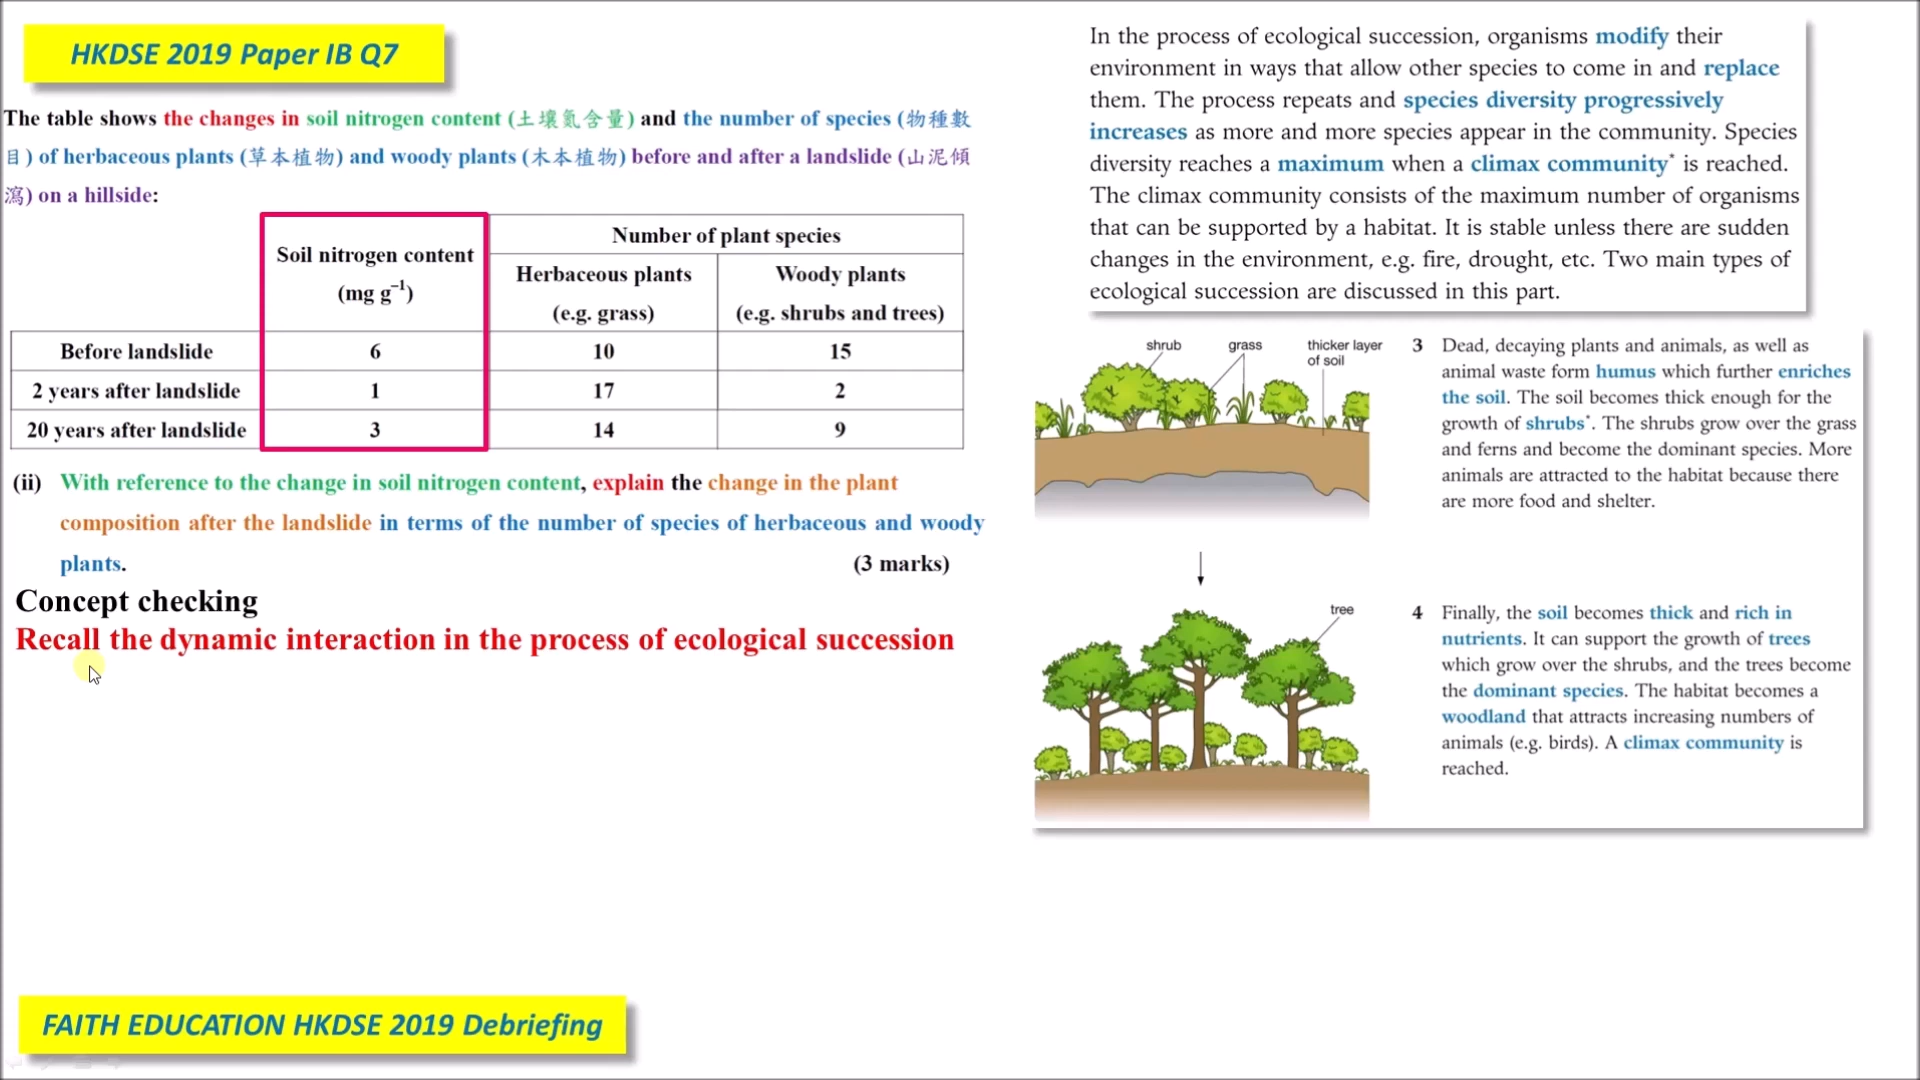 HKDSE 2019 Paper IB Q7
The table shows the changes in soil nitrogen content (土壤氮含量) and the number of species (物種數
目) of herbaceous plants (草本植物) and woody plants (木本植物) before and after a landslide (山泥傾
瀉) on a hillside:
Soil nitrogen content
(mg g⁻¹)
Number of plant species
Herbaceous plants
(e.g. grass)
Woody plants
(e.g. shrubs and trees)
Before landslide 6 10 15
2 years after landslide 1 17 2
20 years after landslide 3 14 9
(ii) With reference to the change in soil nitrogen content, explain the change in the plant
composition after the landslide in terms of the number of species of herbaceous and woody
plants. (3 marks)
Concept checking
Recall the dynamic interaction in the process of ecological succession
FAITH EDUCATION HKDSE 2019 Debriefing
In the process of ecological succession, organisms modify their
environment in ways that allow other species to come in and replace
them. The process repeats and species diversity progressively
increases as more and more species appear in the community. Species
diversity reaches a maximum when a climax community* is reached.
The climax community consists of the maximum number of organisms
that can be supported by a habitat. It is stable unless there are sudden
changes in the environment, e.g. fire, drought, etc. Two main types of
ecological succession are discussed in this part.
shrub
grass
thicker layer
of soil
3 Dead, decaying plants and animals, as well as
animal waste form humus which further enriches
the soil. The soil becomes thick enough for the
growth of shrubs*. The shrubs grow over the grass
and ferns and become the dominant species. More
animals are attracted to the habitat because there
are more food and shelter.
tree
4 Finally, the soil becomes thick and rich in
nutrients. It can support the growth of trees
which grow over the shrubs, and the trees become
the dominant species. The habitat becomes a
woodland that attracts increasing numbers of
animals (e.g. birds). A climax community is
reached.